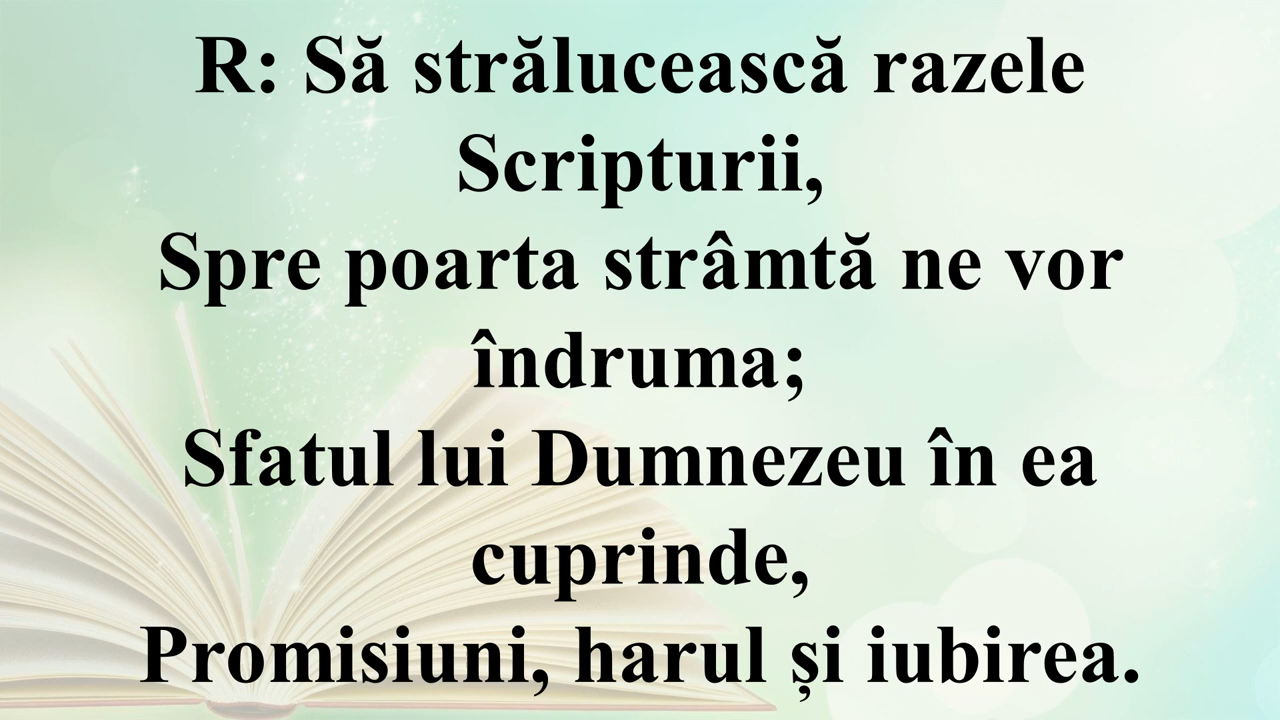 R: Să strălucească razele
Scripturii,
Spre poarta strâmtă ne vor
îndruma;
Sfatul lui Dumnezeu în ea
cuprinde,
Promisiuni, harul și iubirea.